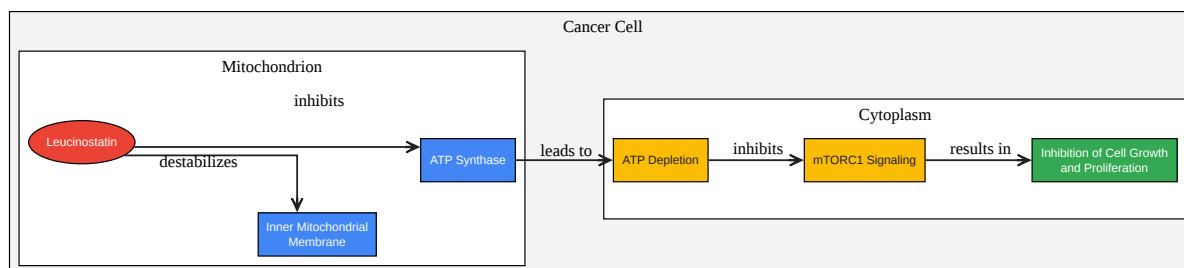 Cancer Cell
Mitochondrion
Cytoplasm
inhibits
Leucinostatin
destabilizes
ATP Synthase
leads to
ATP Depletion
inhibits
mTORC1 Signaling
results in
Inhibition of Cell Growth
and Proliferation
Inner Mitochondrial
Membrane